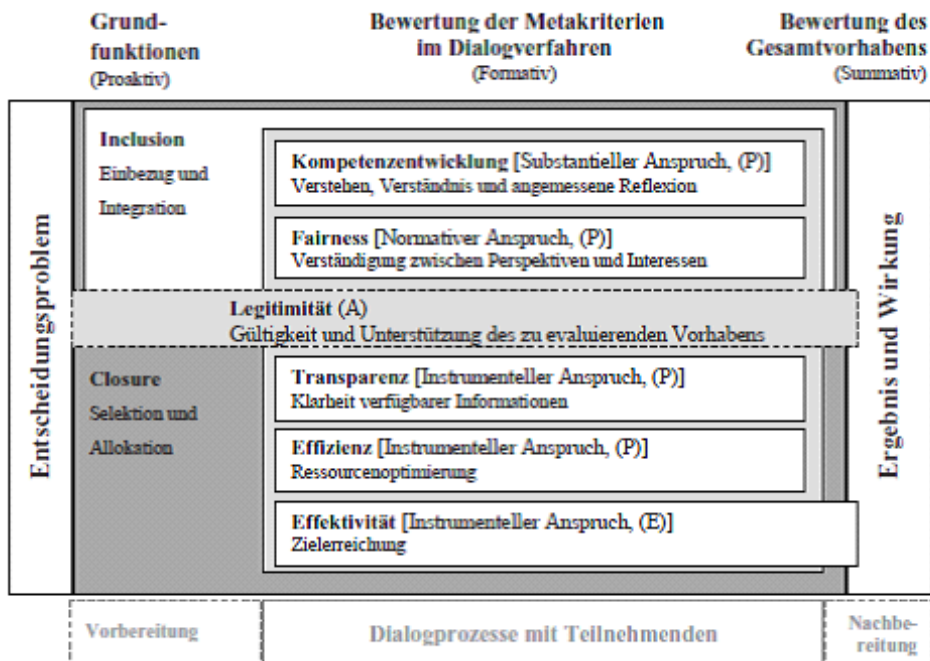 Grund-
funktionen
(Proaktiv)
Bewertung der Metakriterien
im Dialogverfahren
(Formativ)
Bewertung des
Gesamtvorhabens
(Summativ)
Entscheidungsproblem
Inclusion
Einbezug und
Integration
Kompetenzentwicklung [Substantieller Anspruch, (P)]
Verstehen, Verständnis und angemessene Reflexion
Fairness [Normativer Anspruch, (P)]
Verständigung zwischen Perspektiven und Interessen
Legitimität (A)
Gültigkeit und Unterstützung des zu evaluierenden Vorhabens
Closure
Selektion und
Allokation
Transparenz [Instrumenteller Anspruch, (P)]
Klarheit verfügbarer Informationen
Effizienz [Instrumenteller Anspruch, (P)]
Ressourcenoptimierung
Effektivität [Instrumenteller Anspruch, (E)]
Zielerreichung
Ergebnis und Wirkung
Vorbereitung
Dialogprozesse mit Teilnehmenden
Nachbe-
reitung